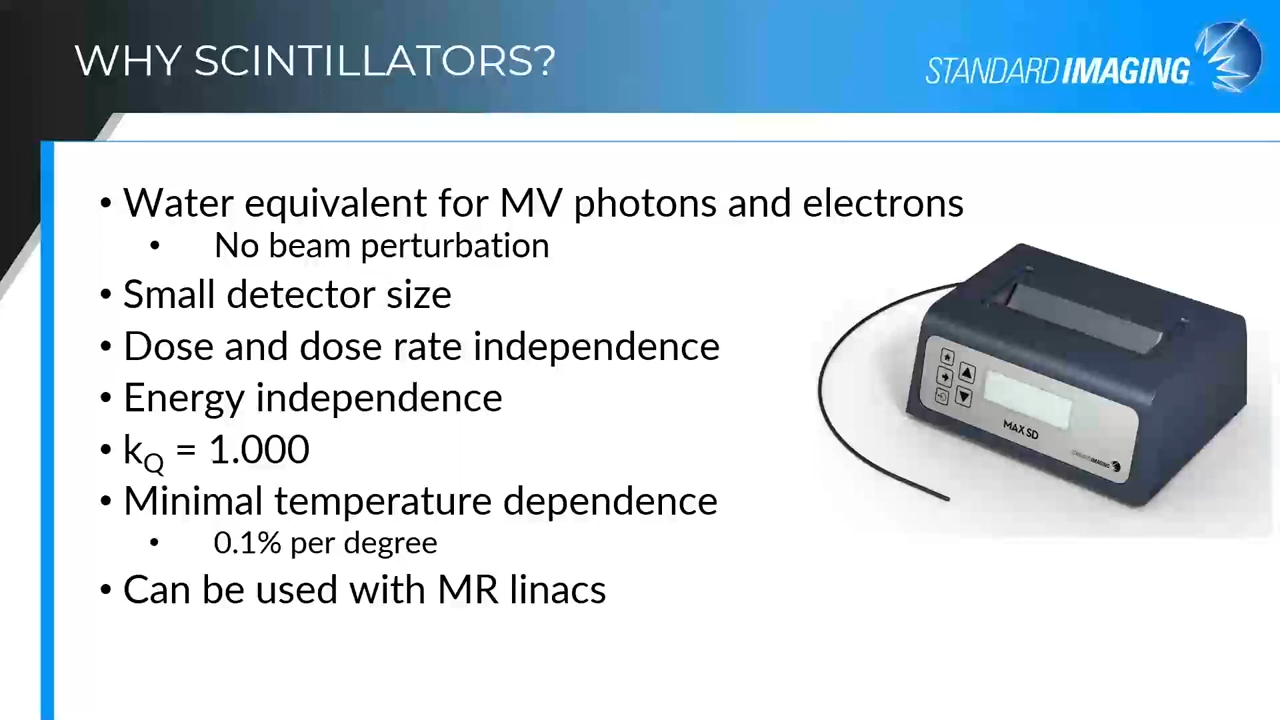 WHY SCINTILLATORS?
STANDARD IMAGING
• Water equivalent for MV photons and electrons
• No beam perturbation
• Small detector size
• Dose and dose rate independence
• Energy independence
• kQ = 1.000
• Minimal temperature dependence
• 0.1% per degree
• Can be used with MR linacs
MAX SD
STANDARD IMAGING